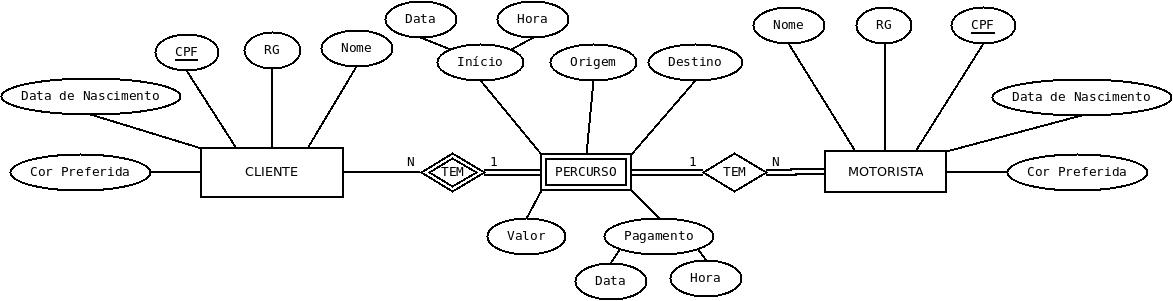 Data
Hora
Nome
RG
CPF
CPF
RG
Nome
Início
Origem
Destino
Data de Nascimento
Data de Nascimento
N
1
1
N
Cor Preferida
CLIENTE
TEM
PERCURSO
TEM
MOTORISTA
Cor Preferida
Valor
Pagamento
Data
Hora